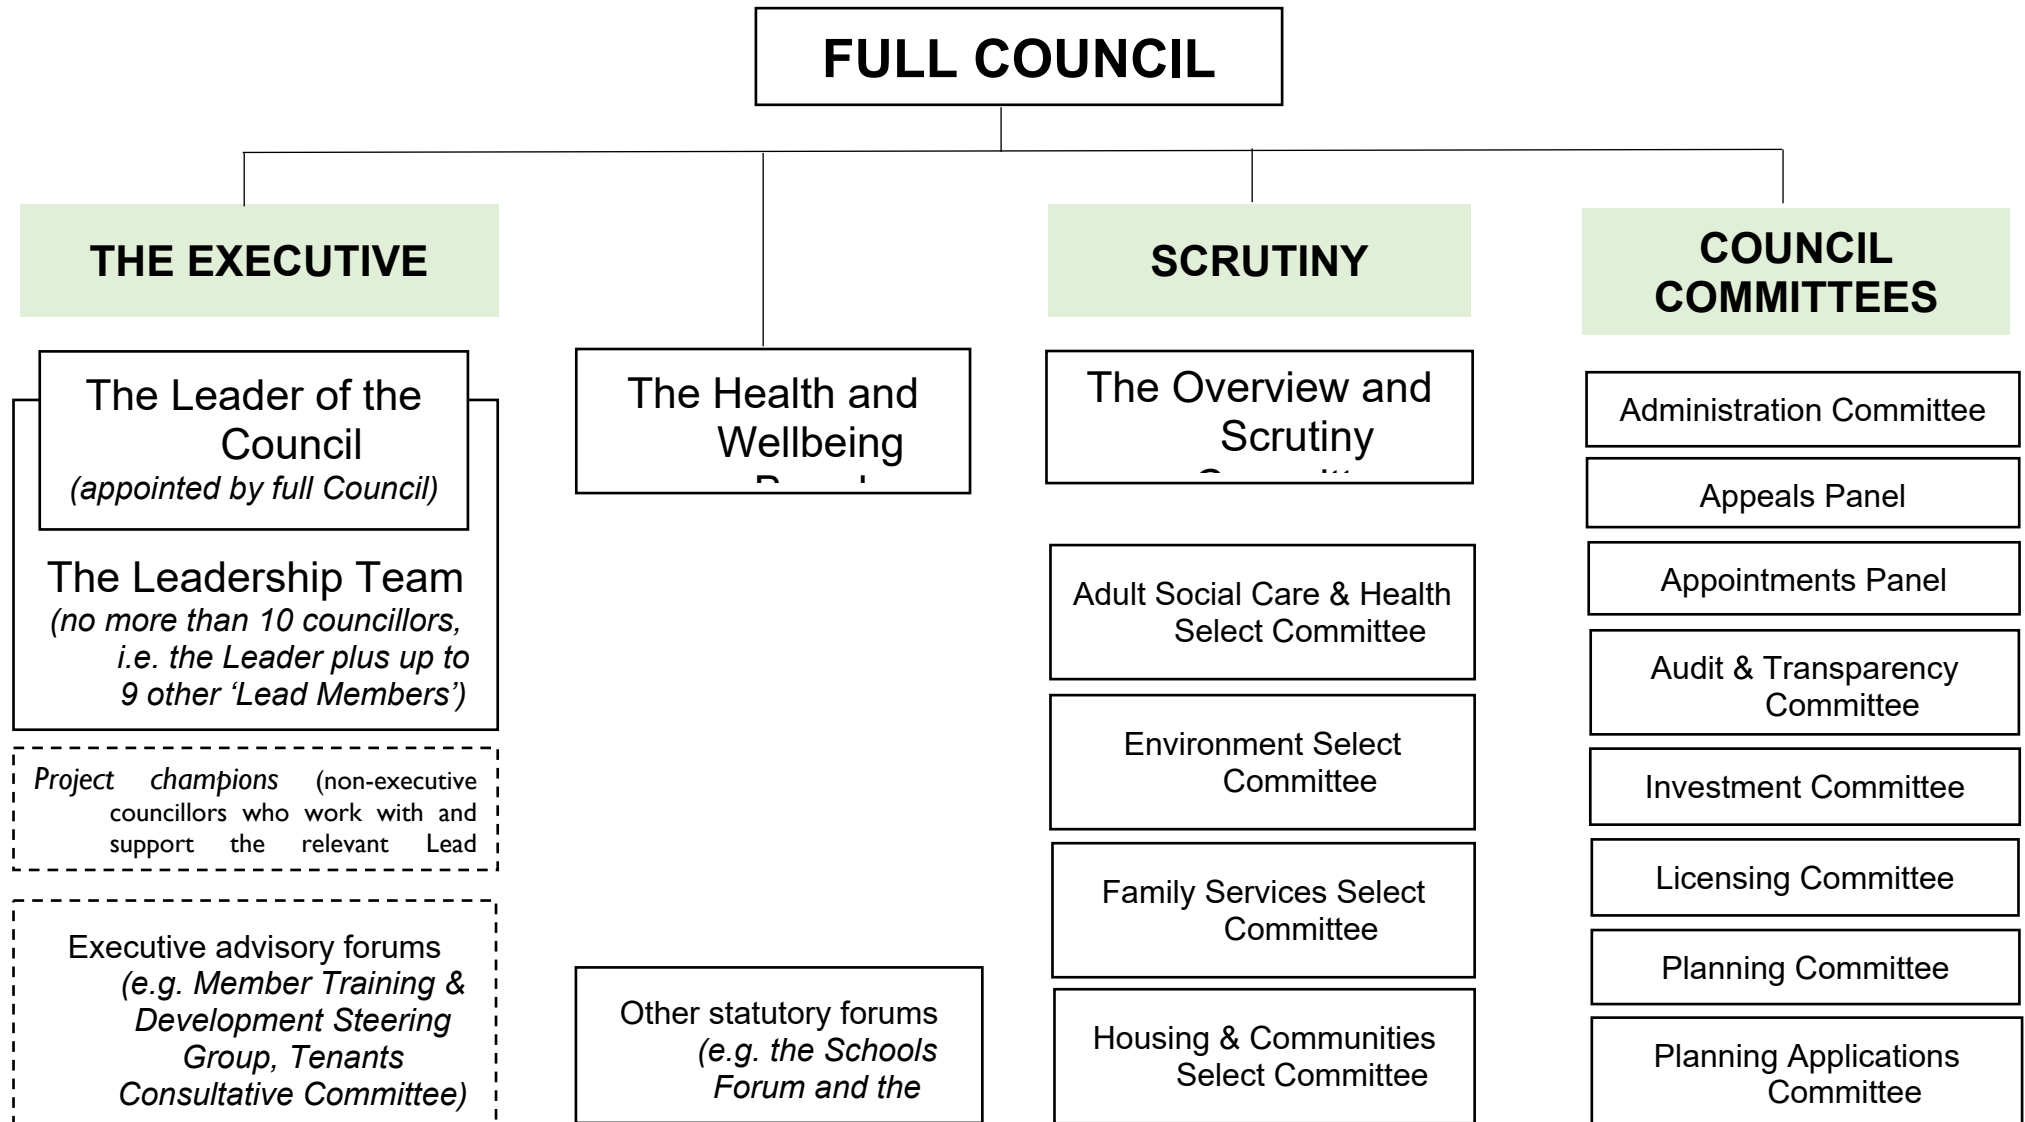 FULL COUNCIL
THE EXECUTIVE
The Leader of the
Council
(appointed by full Council)
The Leadership Team
(no more than 10 councillors,
i.e. the Leader plus up to
9 other ‘Lead Members’)
Project champions (non-executive
councillors who work with and
support the relevant Lead
Executive advisory forums
(e.g. Member Training &
Development Steering
Group, Tenants
Consultative Committee)
The Health and
Wellbeing
Other statutory forums
(e.g. the Schools
Forum and the
SCRUTINY
The Overview and
Scrutiny
Adult Social Care & Health
Select Committee
Environment Select
Committee
Family Services Select
Committee
Housing & Communities
Select Committee
COUNCIL
COMMITTEES
Administration Committee
Appeals Panel
Appointments Panel
Audit & Transparency
Committee
Investment Committee
Licensing Committee
Planning Committee
Planning Applications
Committee